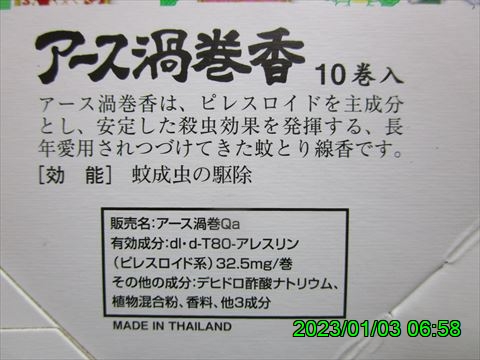 アース渦巻香 10巻入
アース渦巻香は、ピレスロイドを主成分
とし、安定した殺虫効果を発揮する、長
年愛用されつづけてきた蚊とり線香です。
[効 能] 蚊成虫の駆除
販売名:アース渦巻Qa
有効成分:dl・d-T80-アレスリン
(ピレスロイド系)32.5mg/巻
その他の成分:デヒドロ酢酸ナトリウム、
植物混合粉、香料、他3成分
MADE IN THAILAND
2023/01/03 06:58